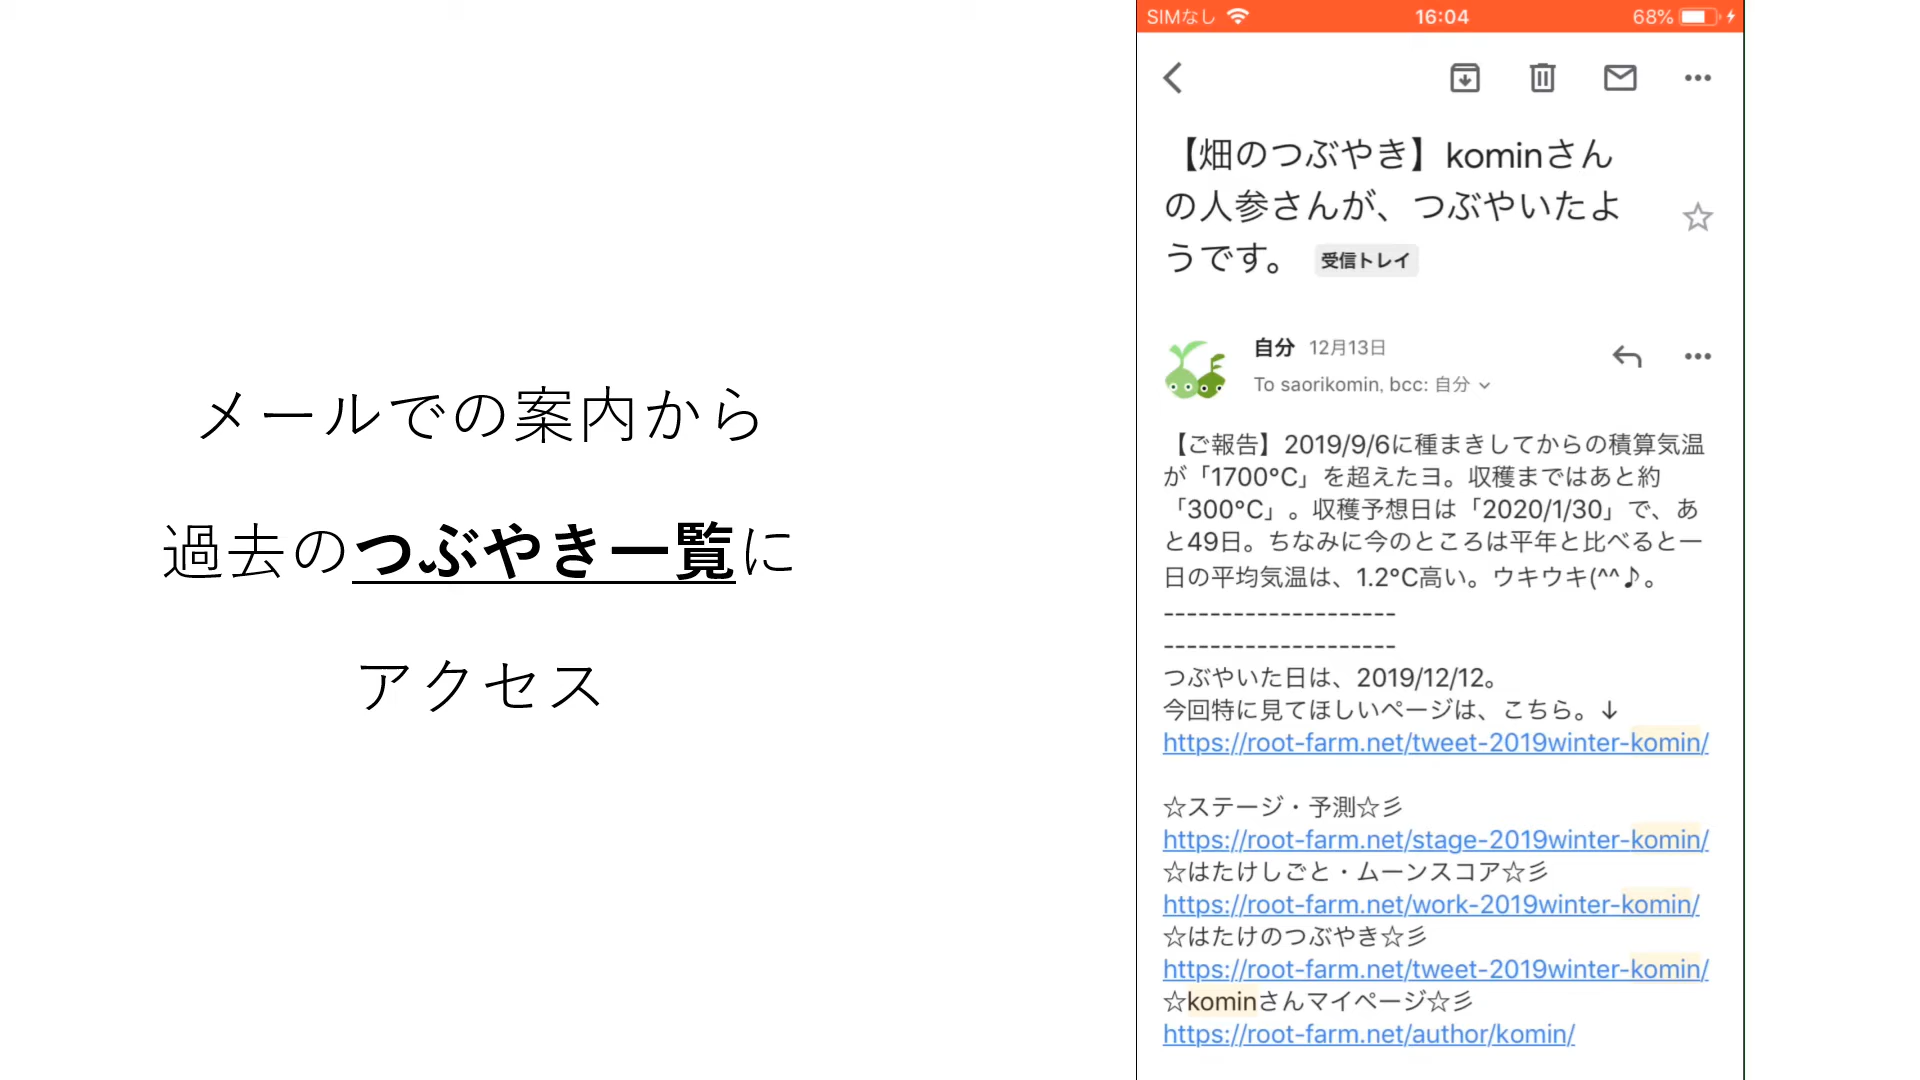 メールでの案内から
過去のつぶやき一覧に
アクセス
SIMなし 16:04 68%
【畑のつぶやき】kominさん
の人参さんが、つぶやいたよ
うです。 受信トレイ
自分 12月13日
To saorikomin, bcc: 自分
【ご報告】2019/9/6に種まきしてからの積算気温
が「1700°C」を超えたヨ。収穫まではあと約
「300°C」。収穫予想日は「2020/1/30」で、あ
と49日。ちなみに今のところは平年と比べると一
日の平均気温は、1.2°C高い。ウキウキ(^^♪。
--------------------
--------------------
つぶやいた日は、2019/12/12。
今回特に見てほしいページは、こちら。↓
https://root-farm.net/tweet-2019winter-komin/
☆ステージ・予測☆彡
https://root-farm.net/stage-2019winter-komin/
☆はたけしごと・ムーンスコア☆彡
https://root-farm.net/work-2019winter-komin/
☆はたけのつぶやき☆彡
https://root-farm.net/tweet-2019winter-komin/
☆kominさんマイページ☆彡
https://root-farm.net/author/komin/